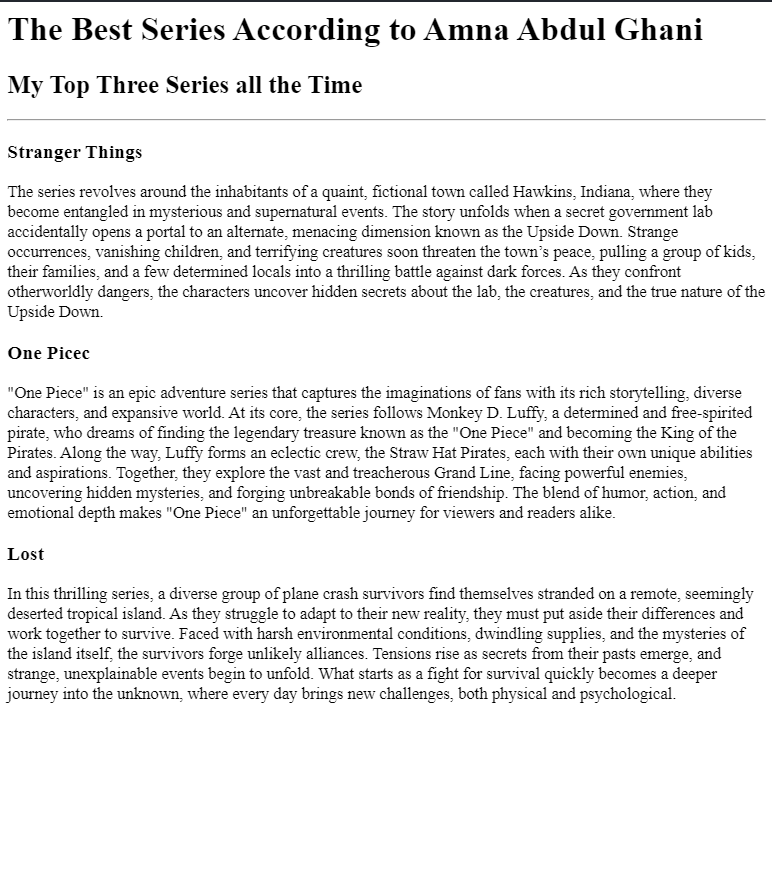 The Best Series According to Amna Abdul Ghani
My Top Three Series all the Time
Stranger Things
The series revolves around the inhabitants of a quaint, fictional town called Hawkins, Indiana, where they
become entangled in mysterious and supernatural events. The story unfolds when a secret government lab
accidentally opens a portal to an alternate, menacing dimension known as the Upside Down. Strange
occurrences, vanishing children, and terrifying creatures soon threaten the town’s peace, pulling a group of kids,
their families, and a few determined locals into a thrilling battle against dark forces. As they confront
otherworldly dangers, the characters uncover hidden secrets about the lab, the creatures, and the true nature of the
Upside Down.
One Picec
"One Piece" is an epic adventure series that captures the imaginations of fans with its rich storytelling, diverse
characters, and expansive world. At its core, the series follows Monkey D. Luffy, a determined and free-spirited
pirate, who dreams of finding the legendary treasure known as the "One Piece" and becoming the King of the
Pirates. Along the way, Luffy forms an eclectic crew, the Straw Hat Pirates, each with their own unique abilities
and aspirations. Together, they explore the vast and treacherous Grand Line, facing powerful enemies,
uncovering hidden mysteries, and forging unbreakable bonds of friendship. The blend of humor, action, and
emotional depth makes "One Piece" an unforgettable journey for viewers and readers alike.
Lost
In this thrilling series, a diverse group of plane crash survivors find themselves stranded on a remote, seemingly
deserted tropical island. As they struggle to adapt to their new reality, they must put aside their differences and
work together to survive. Faced with harsh environmental conditions, dwindling supplies, and the mysteries of
the island itself, the survivors forge unlikely alliances. Tensions rise as secrets from their pasts emerge, and
strange, unexplainable events begin to unfold. What starts as a fight for survival quickly becomes a deeper
journey into the unknown, where every day brings new challenges, both physical and psychological.